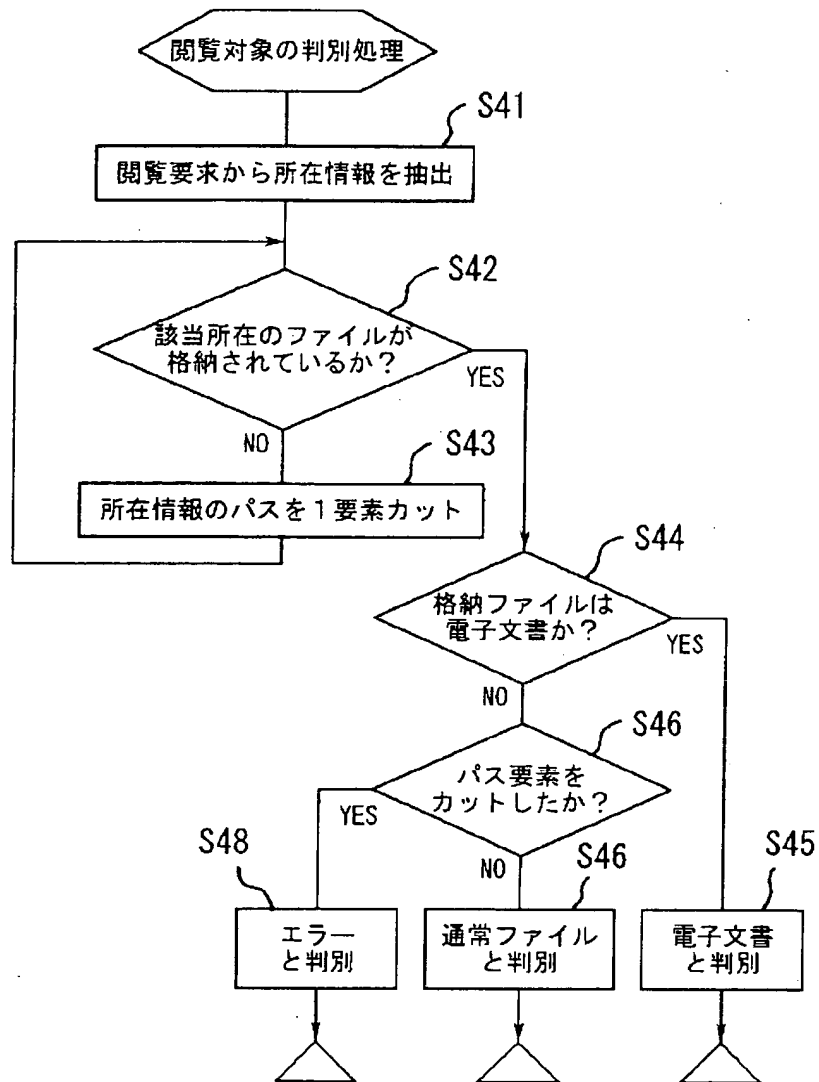 閲覧対象の判別処理
S41
閲覧要求から所在情報を抽出
S42
該当所在のファイルが
格納されているか？
YES
NO
S43
所在情報のパスを１要素カット
S44
格納ファイルは
電子文書か？
YES
NO
S46
パス要素を
カットしたか？
YES
NO
S48
エラー
と判別
S46
通常ファイル
と判別
S45
電子文書
と判別